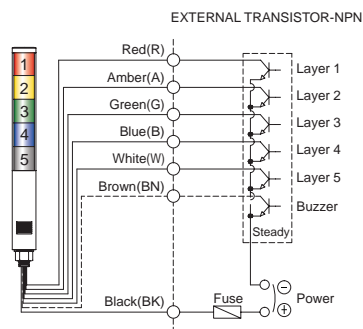 EXTERNAL TRANSISTOR-NPN
Red(R)
Layer 1
Amber(A)
Layer 2
Green(G)
Layer 3
Blue(B)
Layer 4
White(W)
Layer 5
Brown(BN)
Buzzer
1
2
3
4
5
Steady
Black(BK)
Fuse
Power